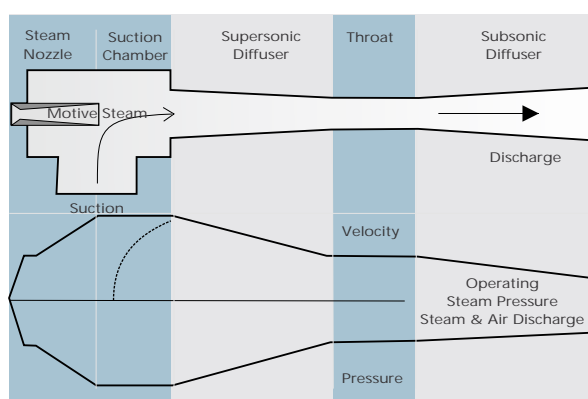 Steam
Nozzle
Suction
Chamber
Supersonic
Diffuser
Throat
Subsonic
Diffuser
Motive Steam
Discharge
Suction
Velocity
Operating
Steam Pressure
Steam & Air Discharge
Pressure